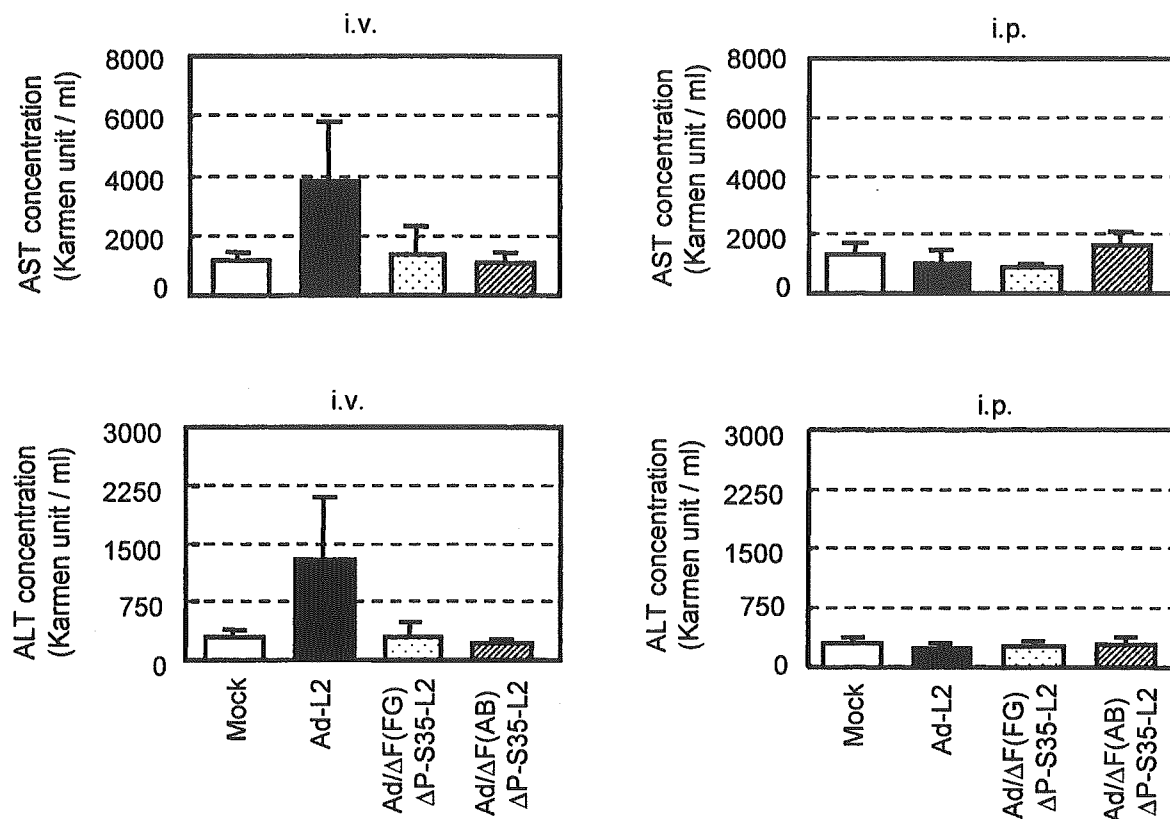 i.v.
AST concentration
(Karmen unit / ml)
8000
6000
4000
2000
0
i.p.
AST concentration
(Karmen unit / ml)
8000
6000
4000
2000
0
i.v.
ALT concentration
(Karmen unit / ml)
3000
2250
1500
750
0
Mock
Ad-L2
Ad/ΔF(FG)
ΔP-S35-L2
Ad/ΔF(AB)
ΔP-S35-L2
i.p.
ALT concentration
(Karmen unit / ml)
3000
2250
1500
750
0
Mock
Ad-L2
Ad/ΔF(FG)
ΔP-S35-L2
Ad/ΔF(AB)
ΔP-S35-L2